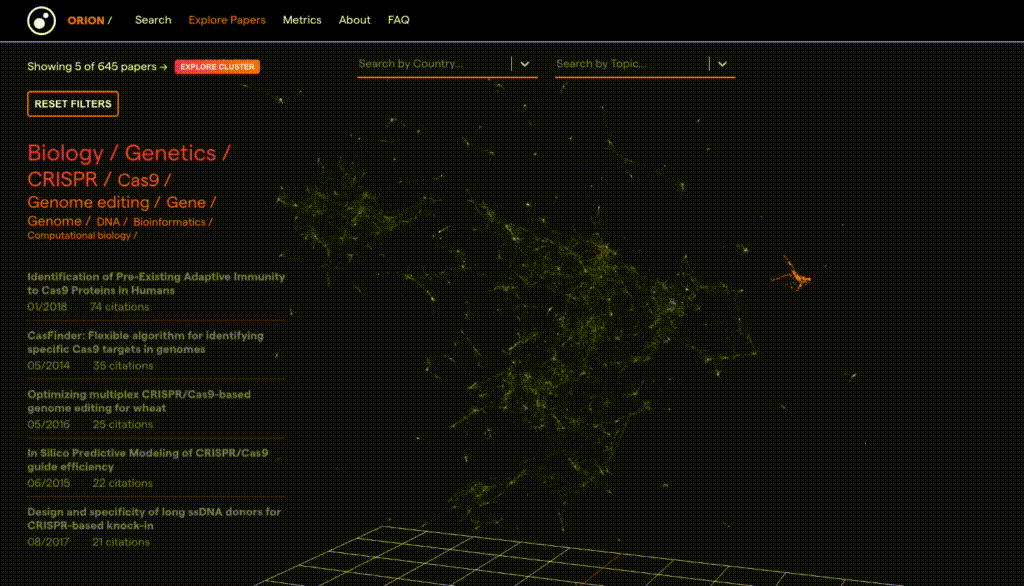 ORION /
Search
Explore Papers
Metrics
About
FAQ
Showing 5 of 645 papers →
EXPLORE CLUSTER
Search by Country...
Search by Topic...
RESET FILTERS
Biology / Genetics /
CRISPR / Cas9 /
Genome editing / Gene /
Genome / DNA / Bioinformatics /
Computational biology /
Identification of Pre-Existing Adaptive Immunity
to Cas9 Proteins in Humans
01/2018 74 citations
CasFinder: Flexible algorithm for identifying
specific Cas9 targets in genomes
05/2014 35 citations
Optimizing multiplex CRISPR/Cas9-based
genome editing for wheat
05/2016 25 citations
In Silico Predictive Modeling of CRISPR/Cas9
guide efficiency
06/2015 22 citations
Design and specificity of long ssDNA donors for
CRISPR-based knock-in
08/2017 21 citations